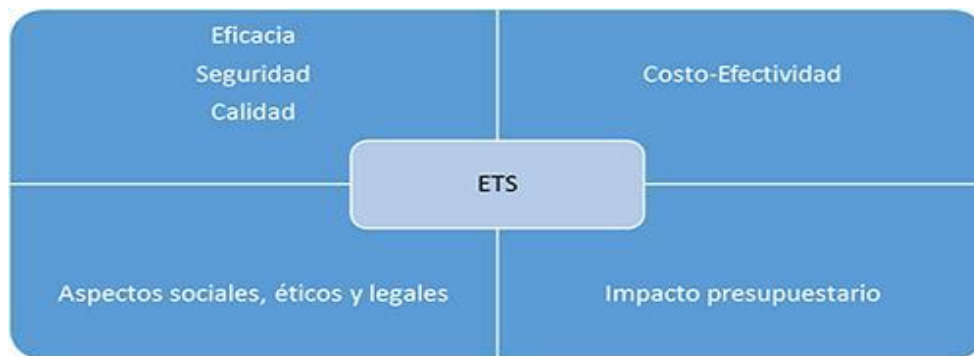 Eficacia
Seguridad
Calidad
Costo-Efectividad
ETS
Aspectos sociales, éticos y legales
Impacto presupuestario